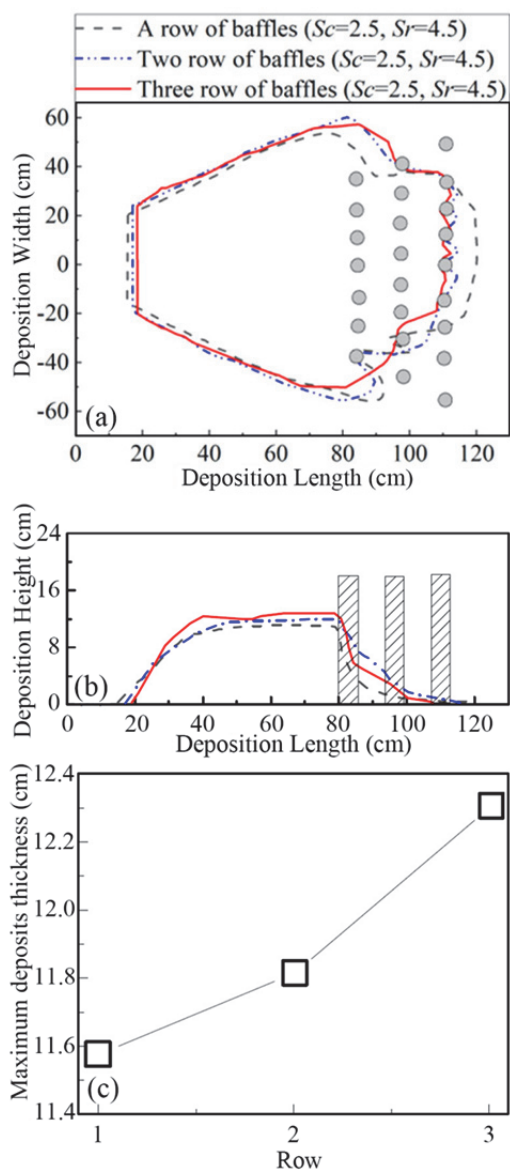 A row of baffles (Sc=2.5, Sr=4.5)
Two row of baffles (Sc=2.5, Sr=4.5)
Three row of baffles (Sc=2.5, Sr=4.5)
60
40
20
0
-20
-40
-60
Deposition Width (cm)
(a)
0 20 40 60 80 100 120
Deposition Length (cm)
24
16
8
0
Deposition Height (cm)
(b)
0 20 40 60 80 100 120
Deposition Length (cm)
12.4
12.2
12.0
11.8
11.6
11.4
Maximum deposits thickness (cm)
(c)
1 2 3
Row